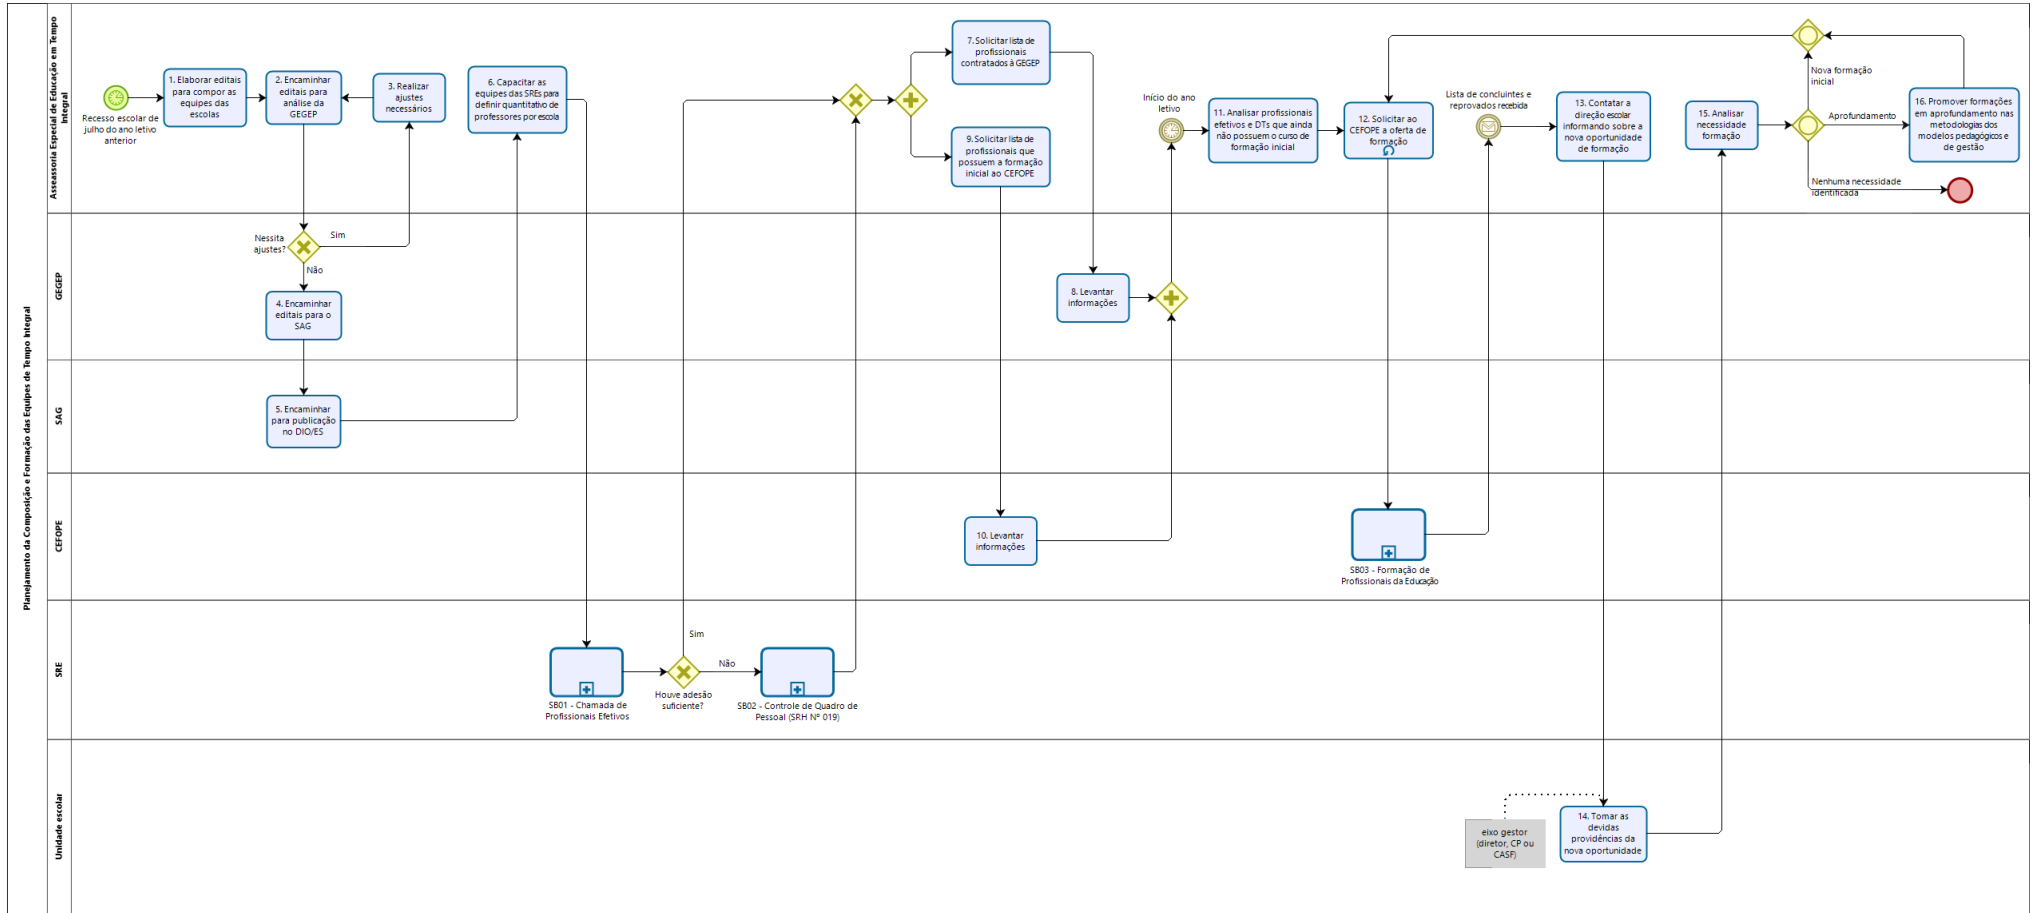 Planejamento da Composição e Formação das Equipes de Tempo Integral
Asseassoria Especial de Educação em Tempo
Integral
Recesso escolar de
julho do ano letivo
anterior
1. Elaborar editais
para compor as
equipes das
escolas
2. Encaminhar
editais para
análise da
GEGEP
3. Realizar
ajustes
necessários
6. Capacitar as
equipes das SREs para
definir quantitativo de
professores por escola
7. Solicitar lista de
profissionais
contratados à GEGEP
9. Solicitar lista de
profissionais que
possuem a formação
inicial ao CEFOPE
Início do ano
letivo
11. Analisar profissionais
efetivos e DTs que ainda
não possuem o curso de
formação inicial
12. Solicitar ao
CEFOPE a oferta de
formação
Lista de concluintes e
reprovados recebida
13. Contatar a
direção escolar
informando sobre a
nova oportunidade
de formação
15. Analisar
necessidade
formação
Nova formação
inicial
Aprofundamento
Nenhuma necessidade
identificada
16. Promover formações
em aprofundamento nas
metodologias dos
modelos pedagógicos e
de gestão
GEGEP
Nessita
ajustes?
Sim
Não
4. Encaminhar
editais para o
SAG
8. Levantar
informações
SAG
5. Encaminhar
para publicação
no DIO/ES
CEFOPE
10. Levantar
informações
SB03 - Formação de
Profissionais da Educação
SRE
SB01 - Chamada de
Profissionais Efetivos
Sim
Não
Houve adesão
suficiente?
SB02 - Controle de Quadro de
Pessoal (SRH Nº 019)
Unidade escolar
eixo gestor
(diretor, CP ou
CASF)
14. Tomar as
devidas
providências da
nova oportunidade